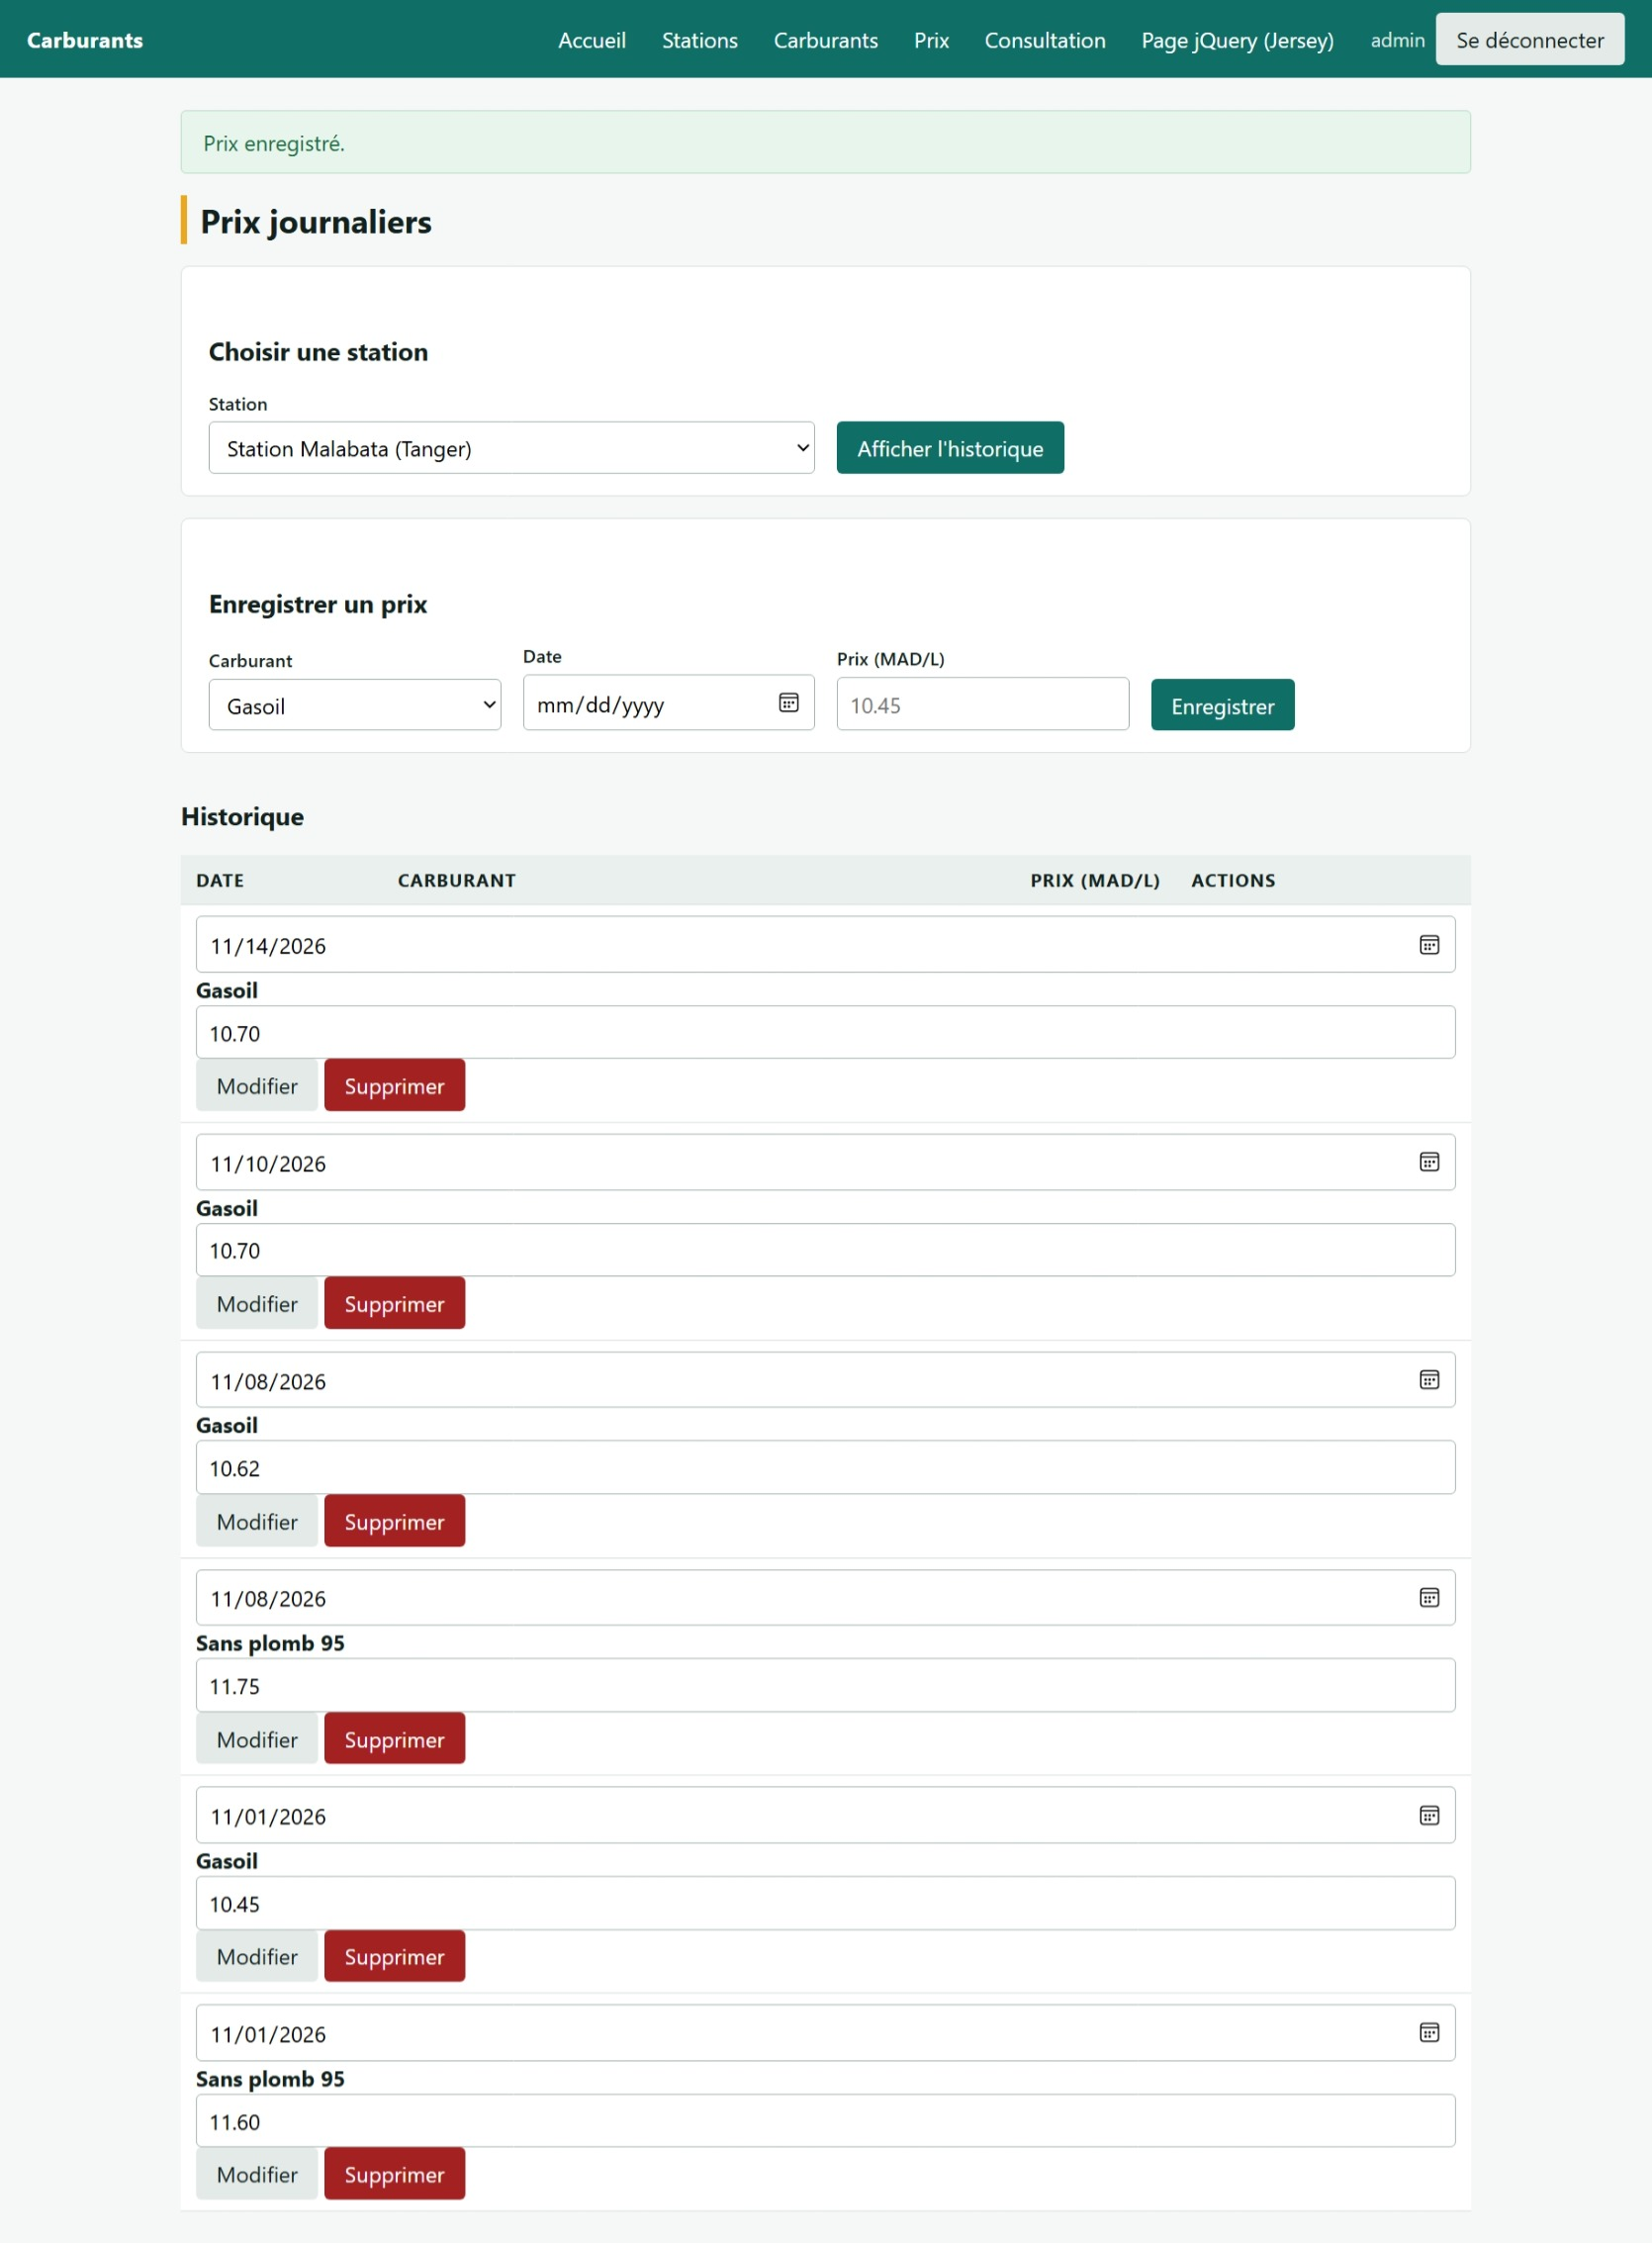 Carburants Accueil Stations Carburants Prix Consultation Page jQuery (Jersey) admin Se déconnecter
Prix enregistré.
Prix journaliers
Choisir une station
Station
Station Malabata (Tanger) Afficher l'historique
Enregistrer un prix
Carburant Date Prix (MAD/L)
Gasoil mm/dd/yyyy 10.45 Enregistrer
Historique
DATE CARBURANT PRIX (MAD/L) ACTIONS
11/14/2026
Gasoil
10.70
Modifier Supprimer
11/10/2026
Gasoil
10.70
Modifier Supprimer
11/08/2026
Gasoil
10.62
Modifier Supprimer
11/08/2026
Sans plomb 95
11.75
Modifier Supprimer
11/01/2026
Gasoil
10.45
Modifier Supprimer
11/01/2026
Sans plomb 95
11.60
Modifier Supprimer